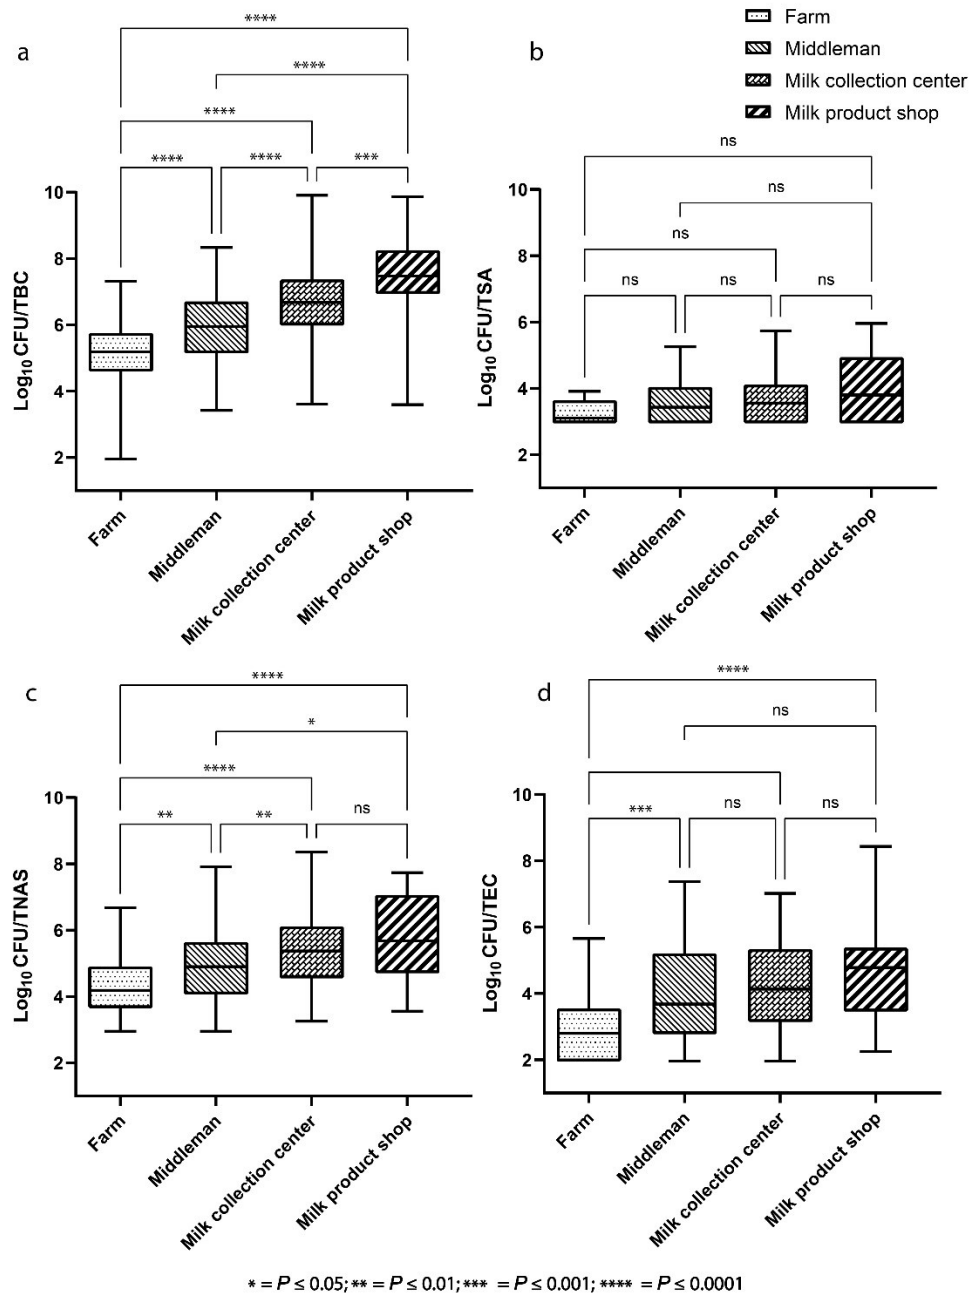 a
****
****
****
****
****
***
10
8
6
4
2
Log10 CFU/TBC
Farm
Middleman
Milk collection center
Milk product shop
b
Farm
Middleman
Milk collection center
Milk product shop
ns
ns
ns
ns
ns
ns
10
8
6
4
2
Log10 CFU/TSA
Farm
Middleman
Milk collection center
Milk product shop
c
****
*
****
**
**
ns
10
8
6
4
2
Log10 CFU/TNAS
Farm
Middleman
Milk collection center
Milk product shop
d
****
ns
***
ns
ns
10
8
6
4
2
Log10 CFU/TEC
Farm
Middleman
Milk collection center
Milk product shop
* = P ≤ 0.05; ** = P ≤ 0.01; *** = P ≤ 0.001; **** = P ≤ 0.0001